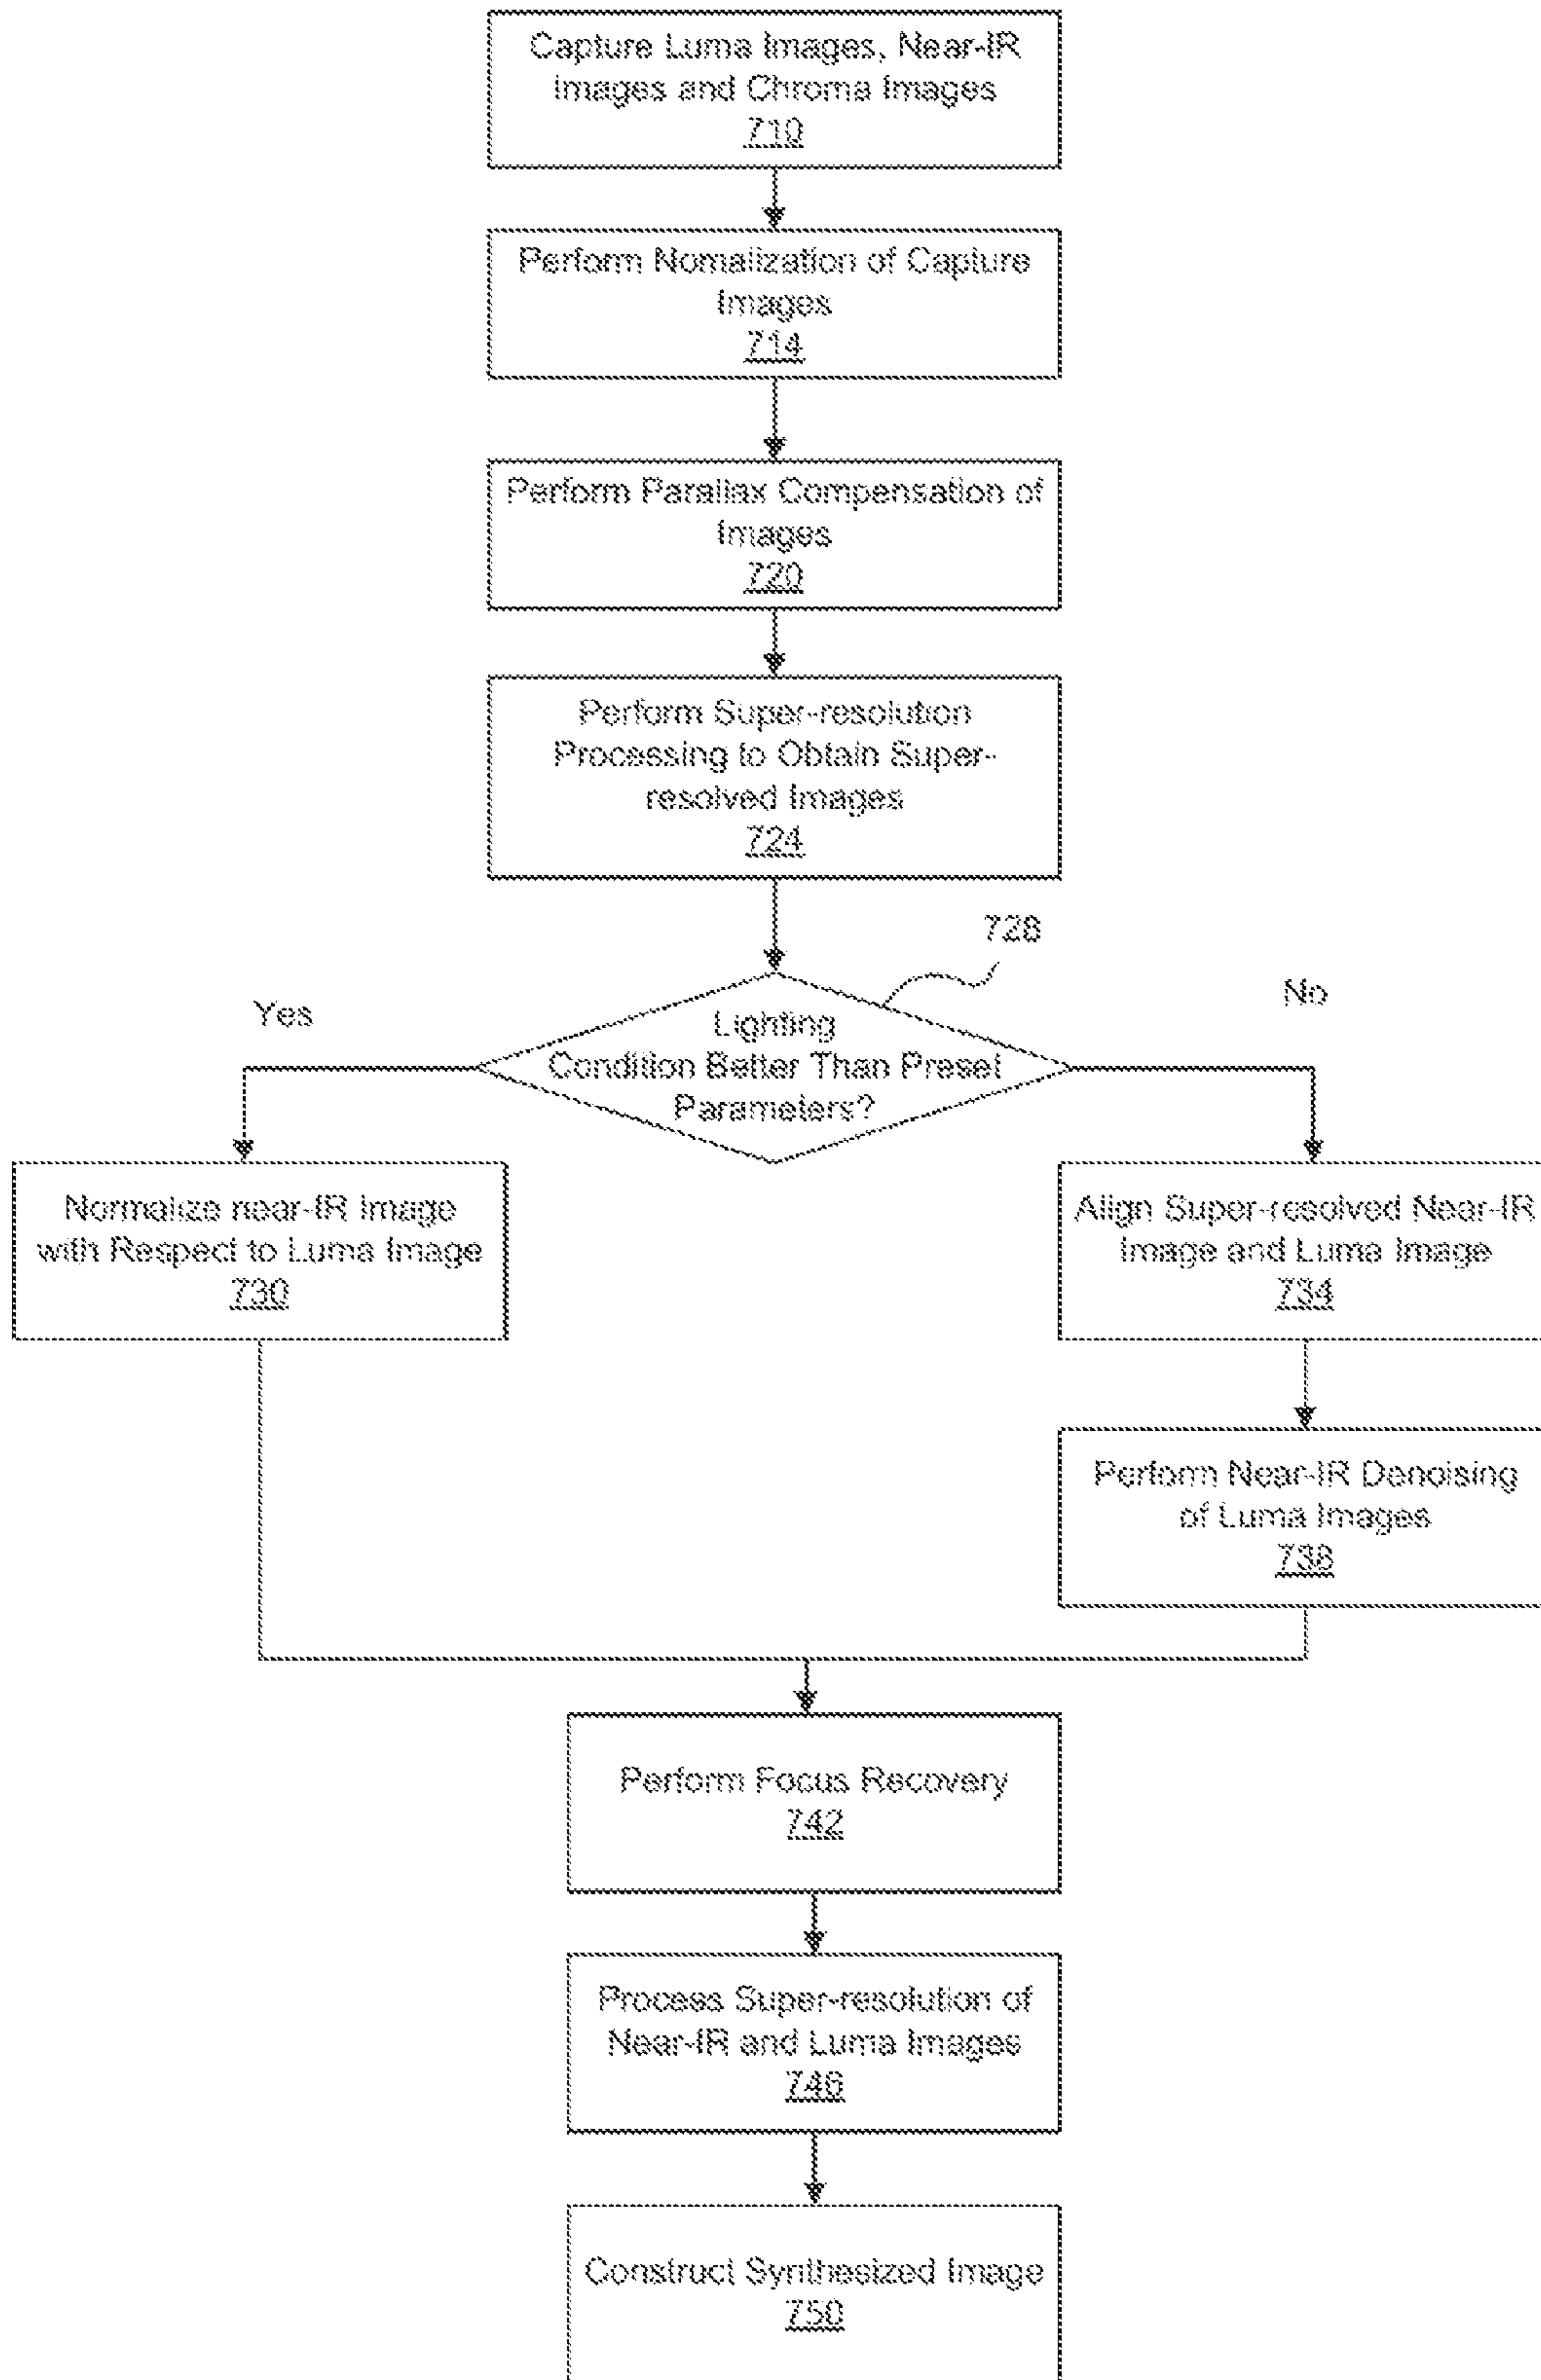 Capture Luma Images, Near-IR
Images and Chroma Images
710
Perform Nomalization of Capture
Images
714
Perform Parallax Compensation of
Images
720
Perform Super-resolution
Processing to Obtain Super-
resolved Images
724
728
Yes
No
Lighting
Condition Better Than Preset
Parameters?
Normalize near-IR Image
with Respect to Luma Image
730
Align Super-resolved Near-IR
Image and Luma Image
734
Perform Near-IR Denoising
of Luma Images
738
Perform Focus Recovery
742
Process Super-resolution of
Near-IR and Luma Images
746
Construct Synthesized Image
750